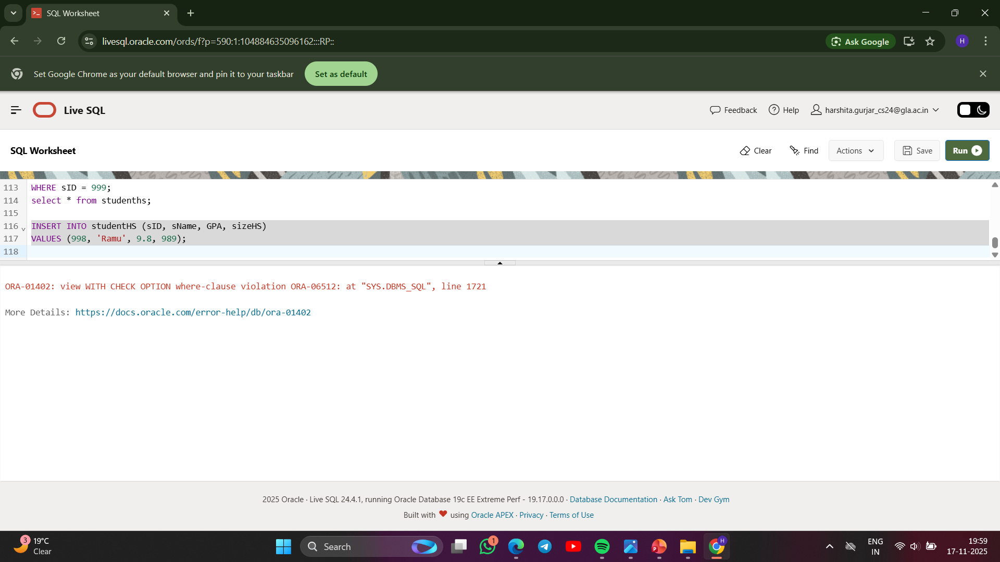 SQL Worksheet
livesql.oracle.com/ords/f?p=590:1:104884635096162:::RP::
Ask Google
H
Set Google Chrome as your default browser and pin it to your taskbar
Set as default
Live SQL
Feedback
Help
harshita.gurjar_cs24@gla.ac.in
SQL Worksheet
Clear
Find
Actions
Save
Run
113 WHERE sID = 999;
114 select * from studenths;
115
116 INSERT INTO studentHS (sID, sName, GPA, sizeHS)
117 VALUES (998, 'Ramu', 9.8, 989);
118
ORA-01402: view WITH CHECK OPTION where-clause violation ORA-06512: at "SYS.DBMS_SQL", line 1721
More Details: https://docs.oracle.com/error-help/db/ora-01402
2025 Oracle · Live SQL 24.4.1, running Oracle Database 19c EE Extreme Perf - 19.17.0.0.0 · Database Documentation · Ask Tom · Dev Gym
Built with ❤ using Oracle APEX · Privacy · Terms of Use
3
19°C
Clear
Search
1
P
H
ENG
IN
19:59
17-11-2025